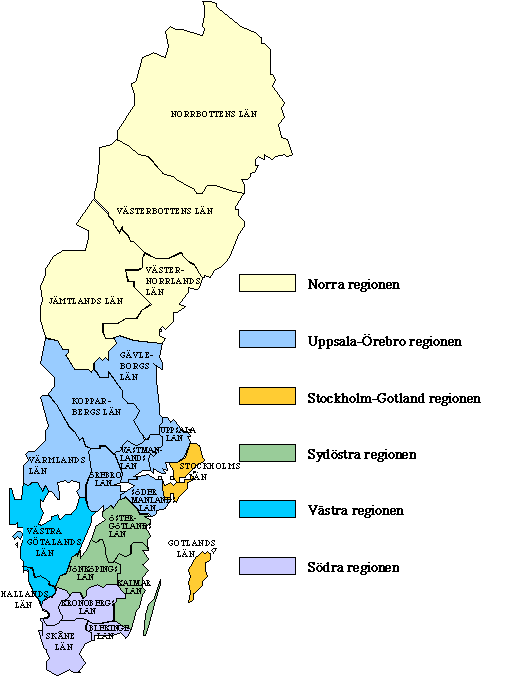 NORRBOTTENS LÄN
VÄSTERBOTTENS LÄN
VÄSTER-
NORRLANDS
LÄN
JÄMTLANDS LÄN
Norra regionen
GÄVLE-
BORGS
LÄN
Uppsala-Örebro regionen
KOPPAR-
BERGS LÄN
Stockholm-Gotland regionen
UPPSALA
LÄN
VÄSTMAN-
LANDS
LÄN
VÄRMLANDS
LÄN
STOCKHOLMS
LÄN
Sydöstra regionen
ÖREBRO
LÄN
SÖDER
MANLANDS
LÄN
Västra regionen
ÖSTER-
GÖTLANDS
LÄN
VÄSTRA
GÖTALANDS
LÄN
GOTLANDS
LÄN
JÖNKÖPINGS
LÄN
Södra regionen
KALMAR
LÄN
HALLANDS
LÄN
KRONOBERGS
LÄN
BLEKINGE
LÄN
SKÅNE
LÄN